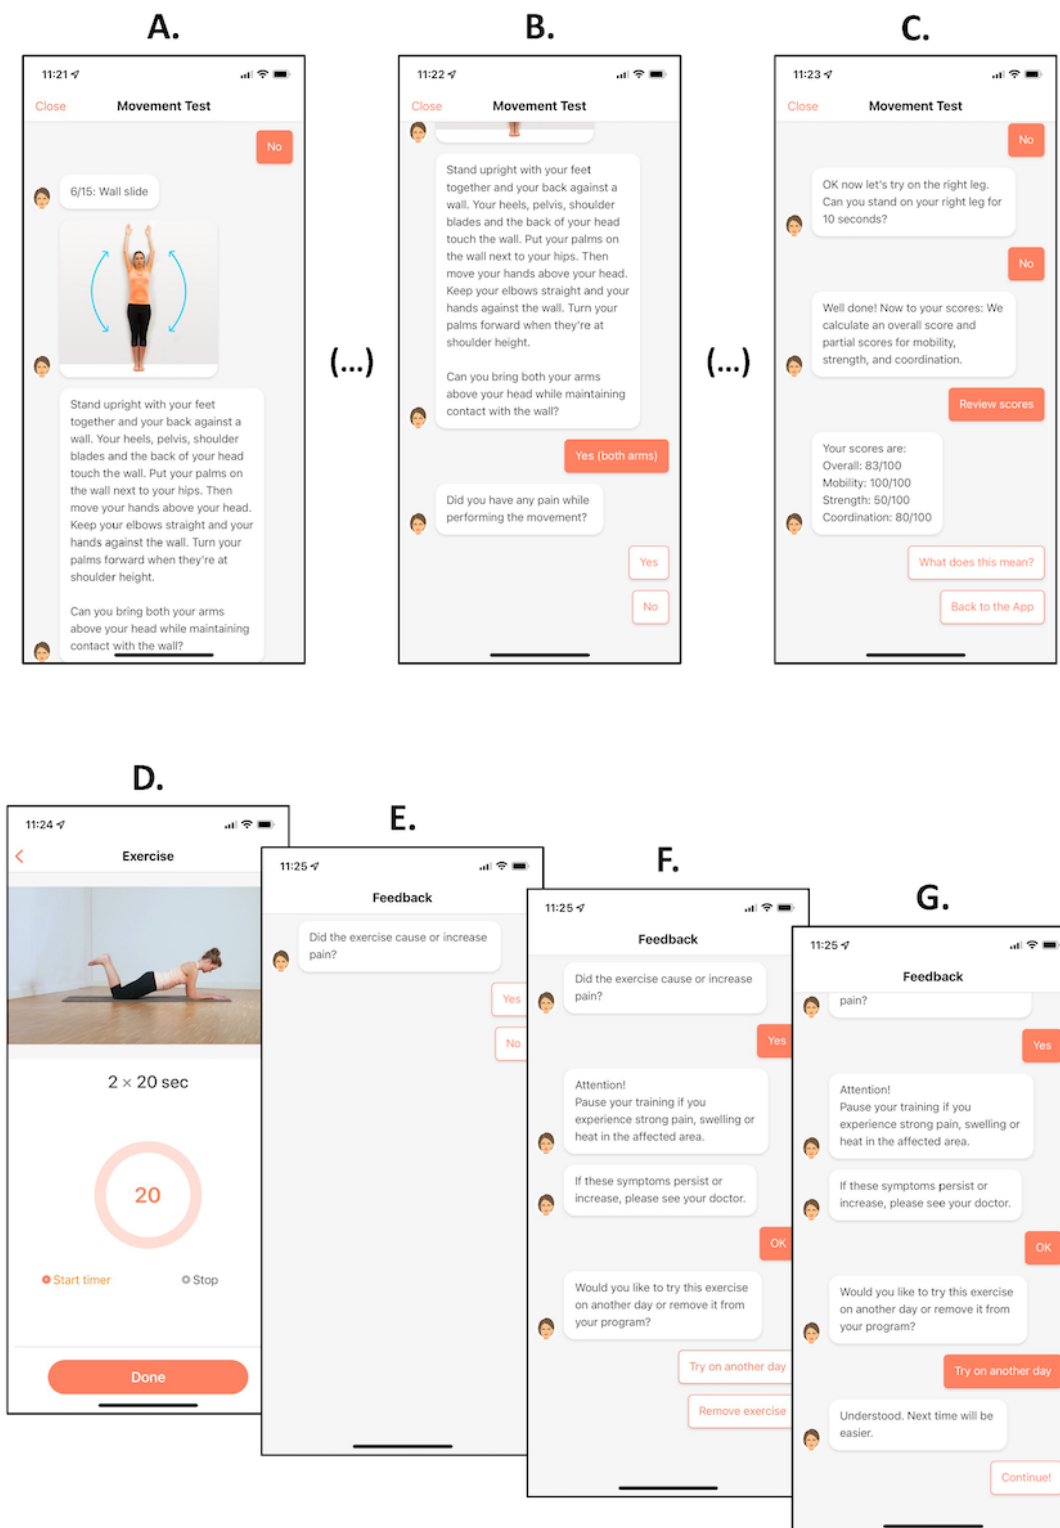 A.
11:21
Close
Movement Test
No
6/15: Wall slide
Stand upright with your feet
together and your back against a
wall. Your heels, pelvis, shoulder
blades and the back of your head
touch the wall. Put your palms on
the wall next to your hips. Then
move your hands above your head.
Keep your elbows straight and your
hands against the wall. Turn your
palms forward when they're at
shoulder height.
Can you bring both your arms
above your head while maintaining
contact with the wall?
(...)
B.
11:22
Close
Movement Test
Stand upright with your feet
together and your back against a
wall. Your heels, pelvis, shoulder
blades and the back of your head
touch the wall. Put your palms on
the wall next to your hips. Then
move your hands above your head.
Keep your elbows straight and your
hands against the wall. Turn your
palms forward when they're at
shoulder height.
Can you bring both your arms
above your head while maintaining
contact with the wall?
Yes (both arms)
Did you have any pain while
performing the movement?
Yes
No
(...)
C.
11:23
Close
Movement Test
No
OK now let's try on the right leg.
Can you stand on your right leg for
10 seconds?
No
Well done! Now to your scores: We
calculate an overall score and
partial scores for mobility,
strength, and coordination.
Review scores
Your scores are:
Overall: 83/100
Mobility: 100/100
Strength: 50/100
Coordination: 80/100
What does this mean?
Back to the App
D.
11:24
Exercise
2 × 20 sec
20
Start timer
Stop
Done
E.
11:25
Feedback
Did the exercise cause or increase
pain?
Yes
No
F.
11:25
Feedback
Did the exercise cause or increase
pain?
Yes
Attention!
Pause your training if you
experience strong pain, swelling or
heat in the affected area.
If these symptoms persist or
increase, please see your doctor.
OK
Would you like to try this exercise
on another day or remove it from
your program?
Try on another day
Remove exercise
G.
11:25
Feedback
pain?
Yes
Attention!
Pause your training if you
experience strong pain, swelling or
heat in the affected area.
If these symptoms persist or
increase, please see your doctor.
OK
Would you like to try this exercise
on another day or remove it from
your program?
Try on another day
Understood. Next time will be
easier.
Continue!